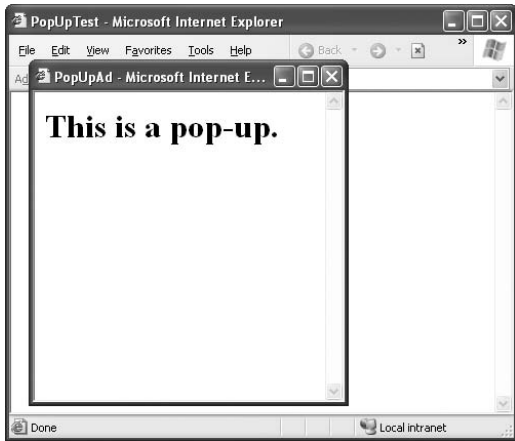 PopUpTest - Microsoft Internet Explorer
File Edit View Favorites Tools Help Back »
Ad
PopUpAd - Microsoft Internet E...
This is a pop-up.
Done Local intranet